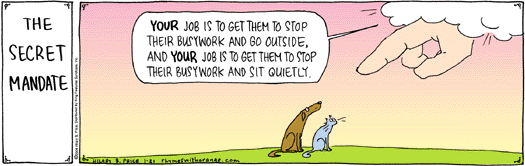 THE
SECRET
MANDATE
YOUR JOB IS TO GET THEM TO STOP
THEIR BUSYWORK AND GO OUTSIDE,
AND YOUR JOB IS TO GET THEM TO STOP
THEIR BUSYWORK AND SIT QUIETLY.
HILARY B. PRICE 1-21 rhymeswithorange.com